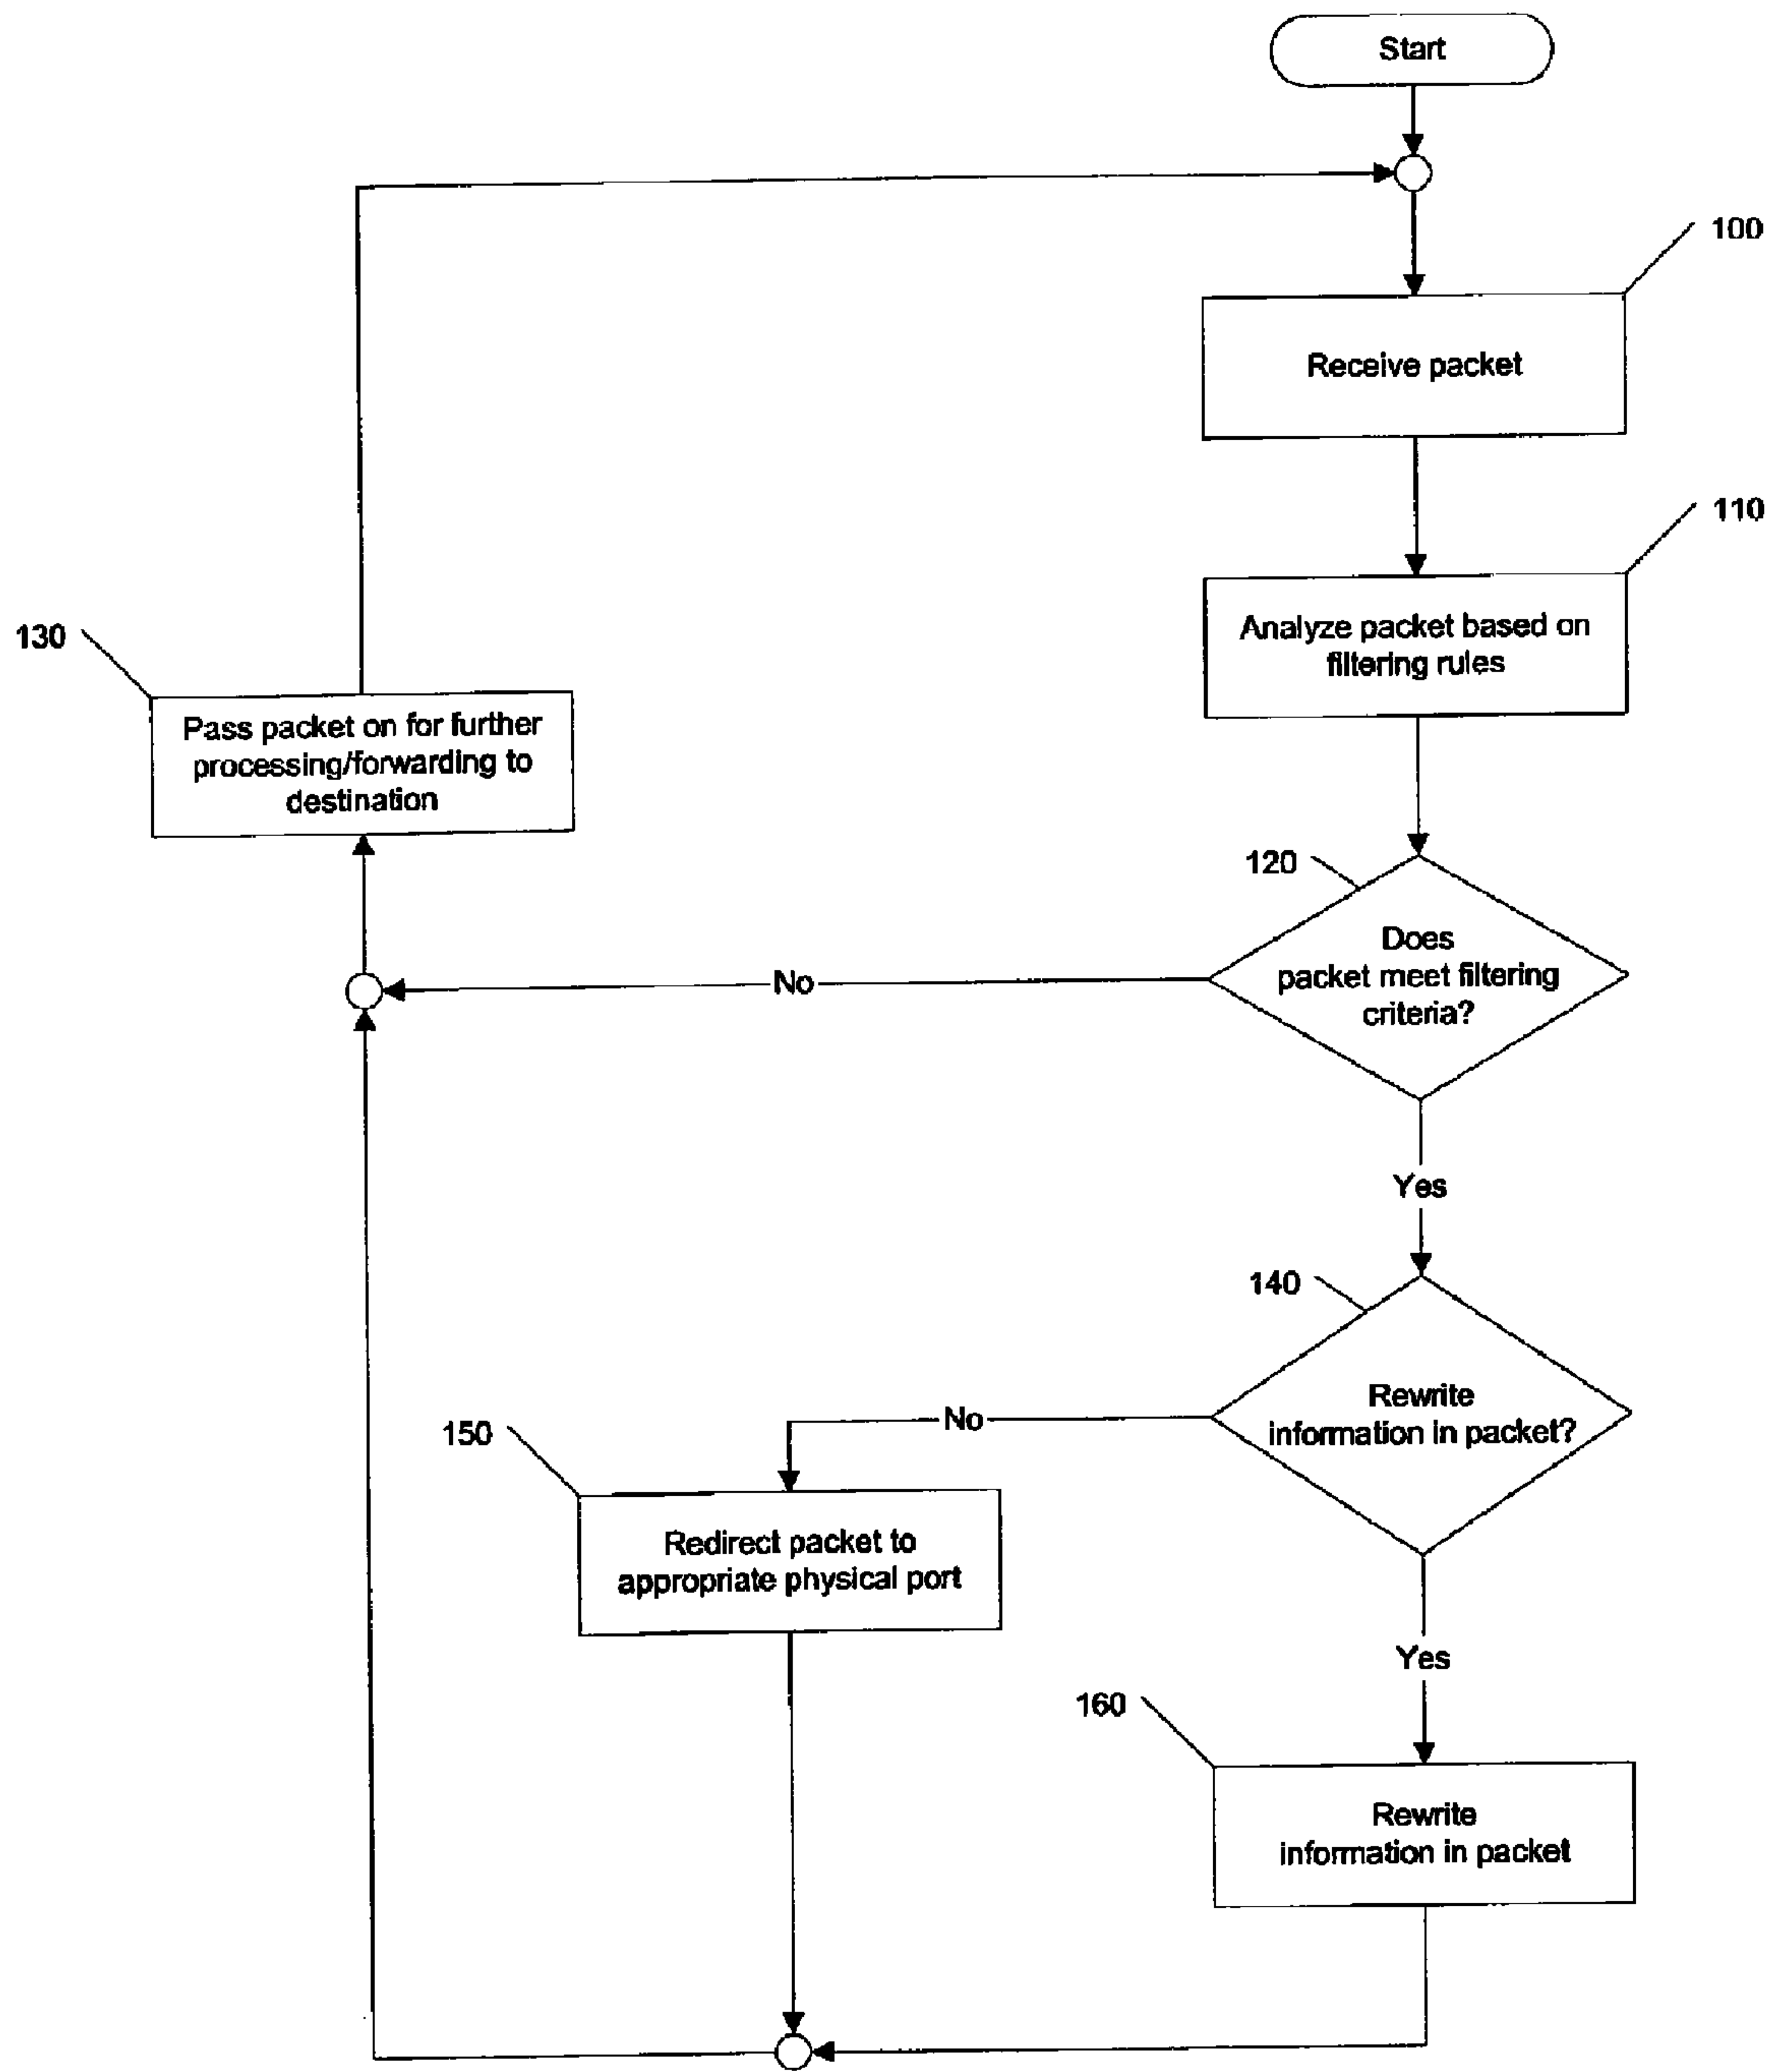 Start
100
Receive packet
110
Analyze packet based on
filtering rules
130
Pass packet on for further
processing/forwarding to
destination
120
Does
packet meet filtering
criteria?
No
Yes
140
Rewrite
information in packet?
No
150
Redirect packet to
appropriate physical port
Yes
160
Rewrite
information in packet